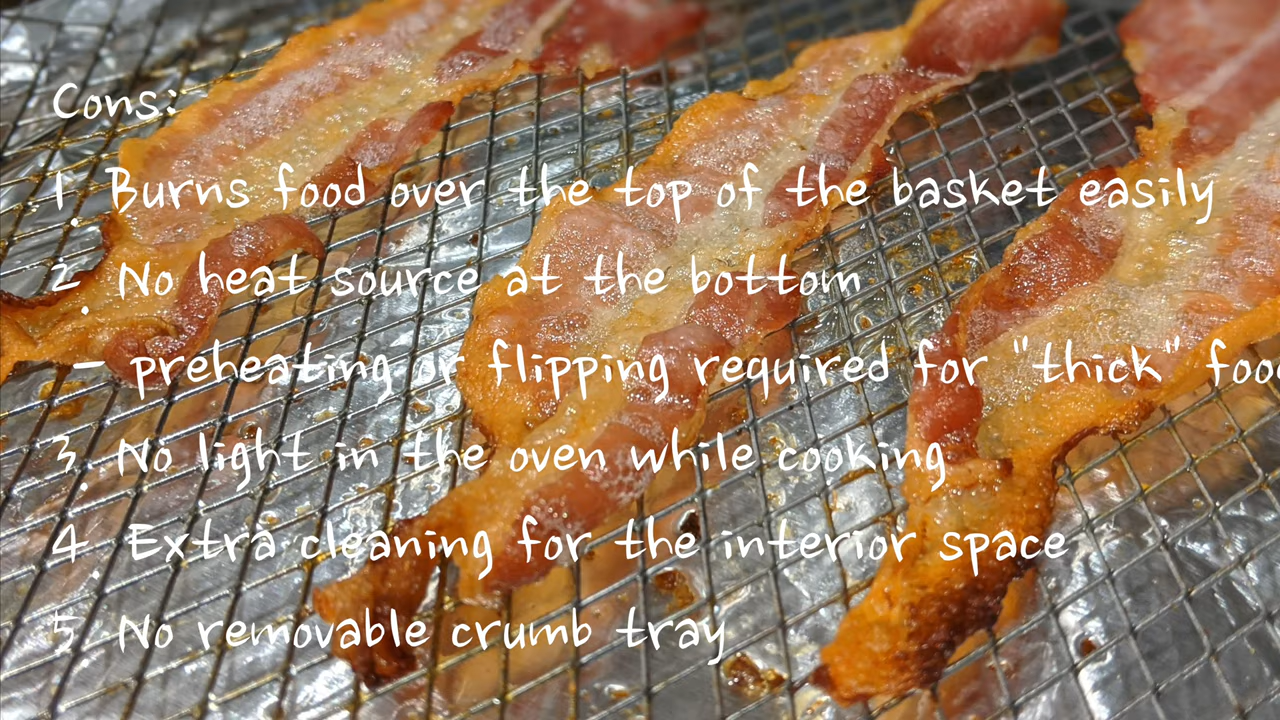 Cons:
1. Burns food over the top of the basket easily
2. No heat source at the bottom
- preheating or flipping required for "thick"
3. No light in the oven while cooking
4. Extra cleaning for the interior space
5. No removable crumb tray